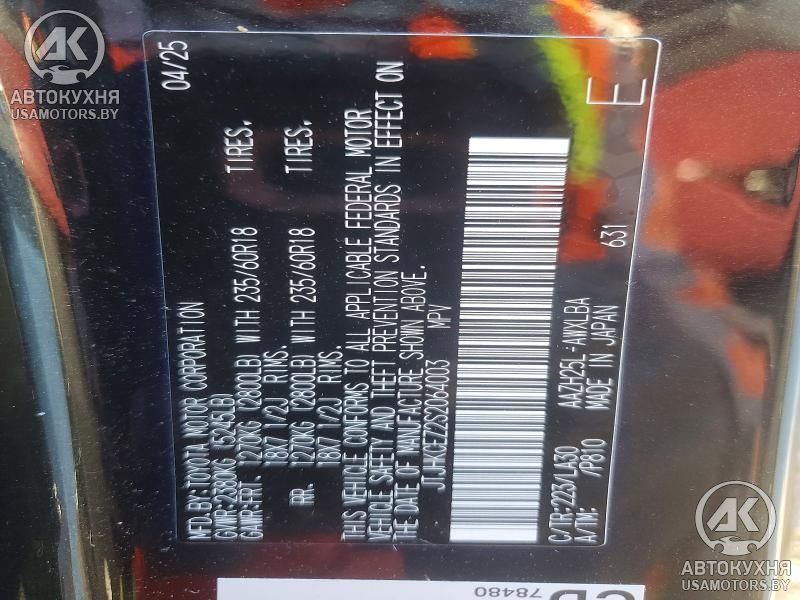 AK
АВТОКУХНЯ
USAMOTORS.BY
MFD.BY:TOYOTA MOTOR CORPORATION 04/25
GVWR:2380KG (5245LB)
GAWR:FRT. 1270KG (2800LB) WITH 235/60R18 TIRES.
18X7 1/2J RIMS.
RR. 1270KG (2800LB) WITH 235/60R18 TIRES.
18X7 1/2J RIMS.
THIS VEHICLE CONFORMS TO ALL APPLICABLE FEDERAL MOTOR
VEHICLE SAFETY AND THEFT PREVENTION STANDARDS IN EFFECT ON
THE DATE OF MANUFACTURE SHOWN ABOVE.
JTJHKCEZ2S2064003 MPV
C/TR:223/LA30 AAZH25L-AWXLBA
A/TM: /P810 MADE IN JAPAN 631
E
78480
AK
АВТОКУХНЯ
USAMOTORS.BY